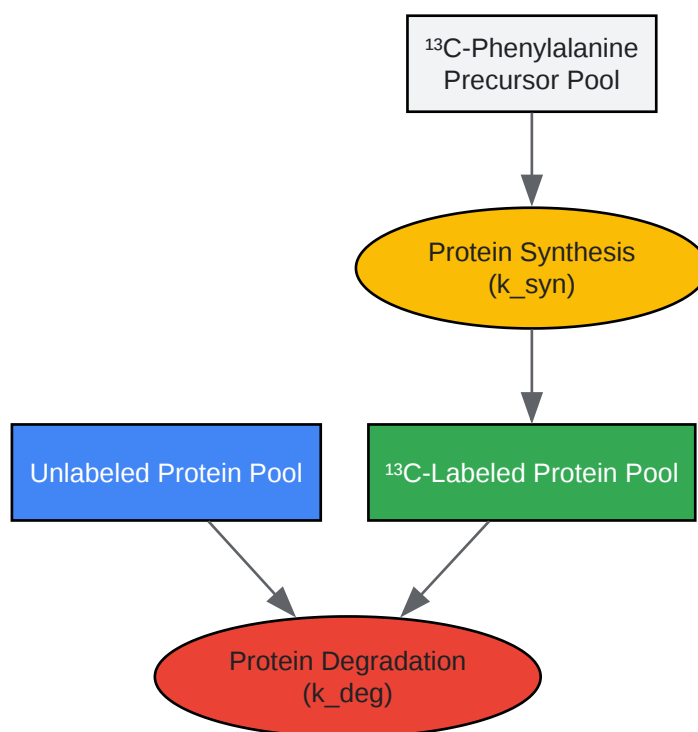 ¹³C-Phenylalanine
Precursor Pool
Protein Synthesis
(k_syn)
Unlabeled Protein Pool
¹³C-Labeled Protein Pool
Protein Degradation
(k_deg)